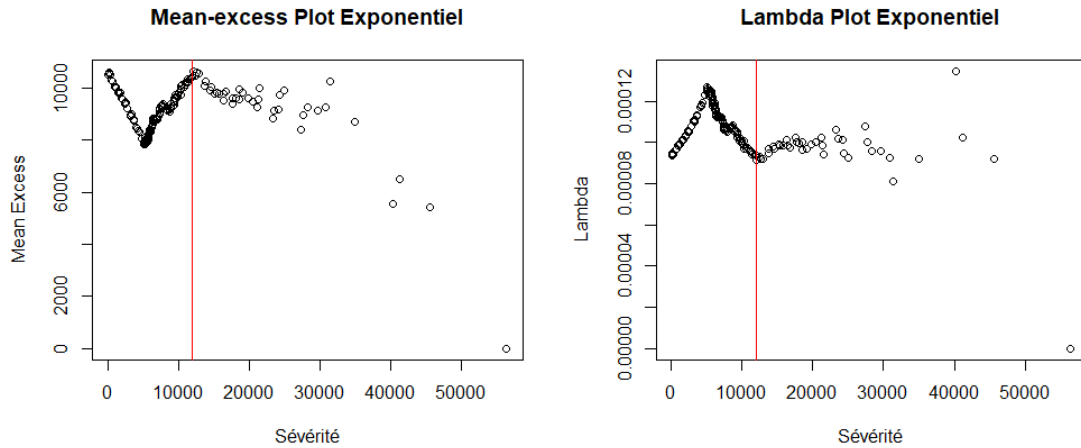 Mean-excess Plot Exponentiel
Mean Excess
10000
6000
2000
0
0 10000 20000 30000 40000 50000
Sévérité
Lambda Plot Exponentiel
Lambda
0.00012
0.00008
0.00004
0.00000
0 10000 20000 30000 40000 50000
Sévérité